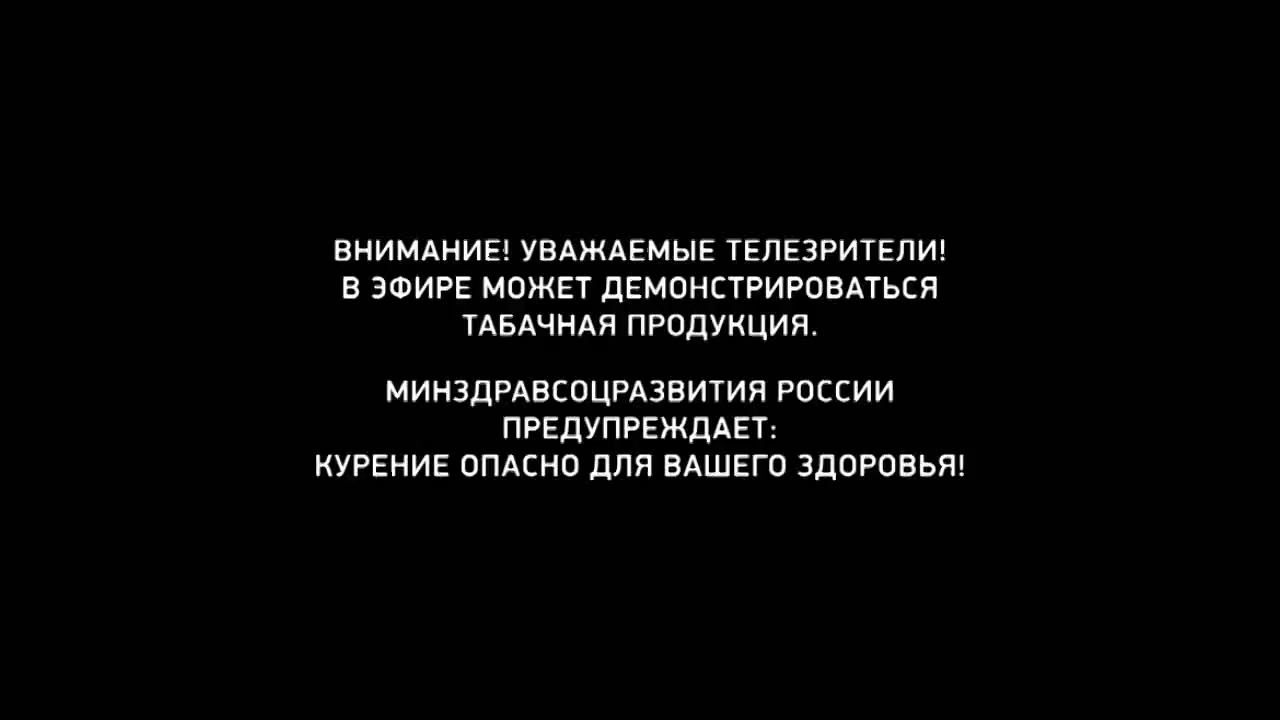 ВНИМАНИЕ! УВАЖАЕМЫЕ ТЕЛЕЗРИТЕЛИ!
В ЭФИРЕ МОЖЕТ ДЕМОНСТРИРОВАТЬСЯ
ТАБАЧНАЯ ПРОДУКЦИЯ.
МИНЗДРАВСОЦРАЗВИТИЯ РОССИИ
ПРЕДУПРЕЖДАЕТ:
КУРЕНИЕ ОПАСНО ДЛЯ ВАШЕГО ЗДОРОВЬЯ!